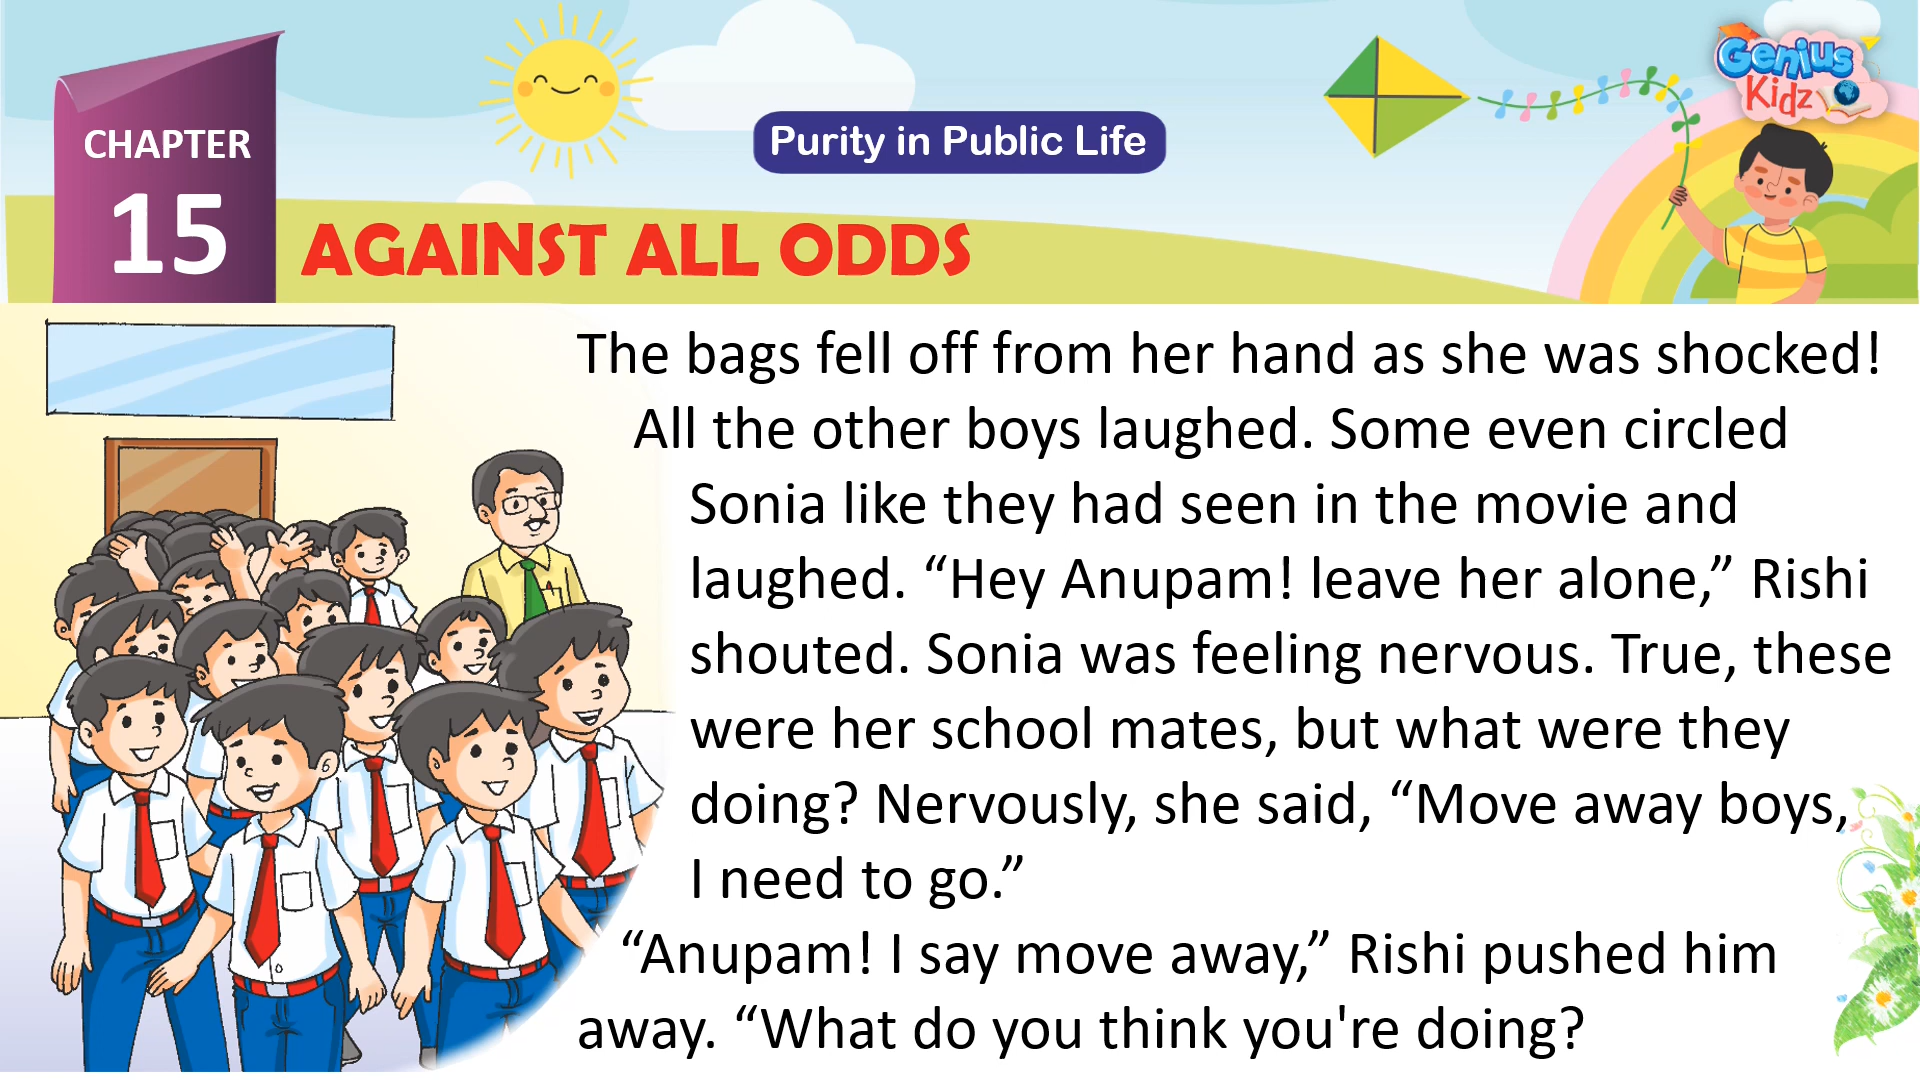 CHAPTER
15
Purity in Public Life
Genius
Kidz
AGAINST ALL ODDS
The bags fell off from her hand as she was shocked!
All the other boys laughed. Some even circled
Sonia like they had seen in the movie and
laughed. “Hey Anupam! leave her alone,” Rishi
shouted. Sonia was feeling nervous. True, these
were her school mates, but what were they
doing? Nervously, she said, “Move away boys,
I need to go.”
“Anupam! I say move away,” Rishi pushed him
away. “What do you think you're doing?